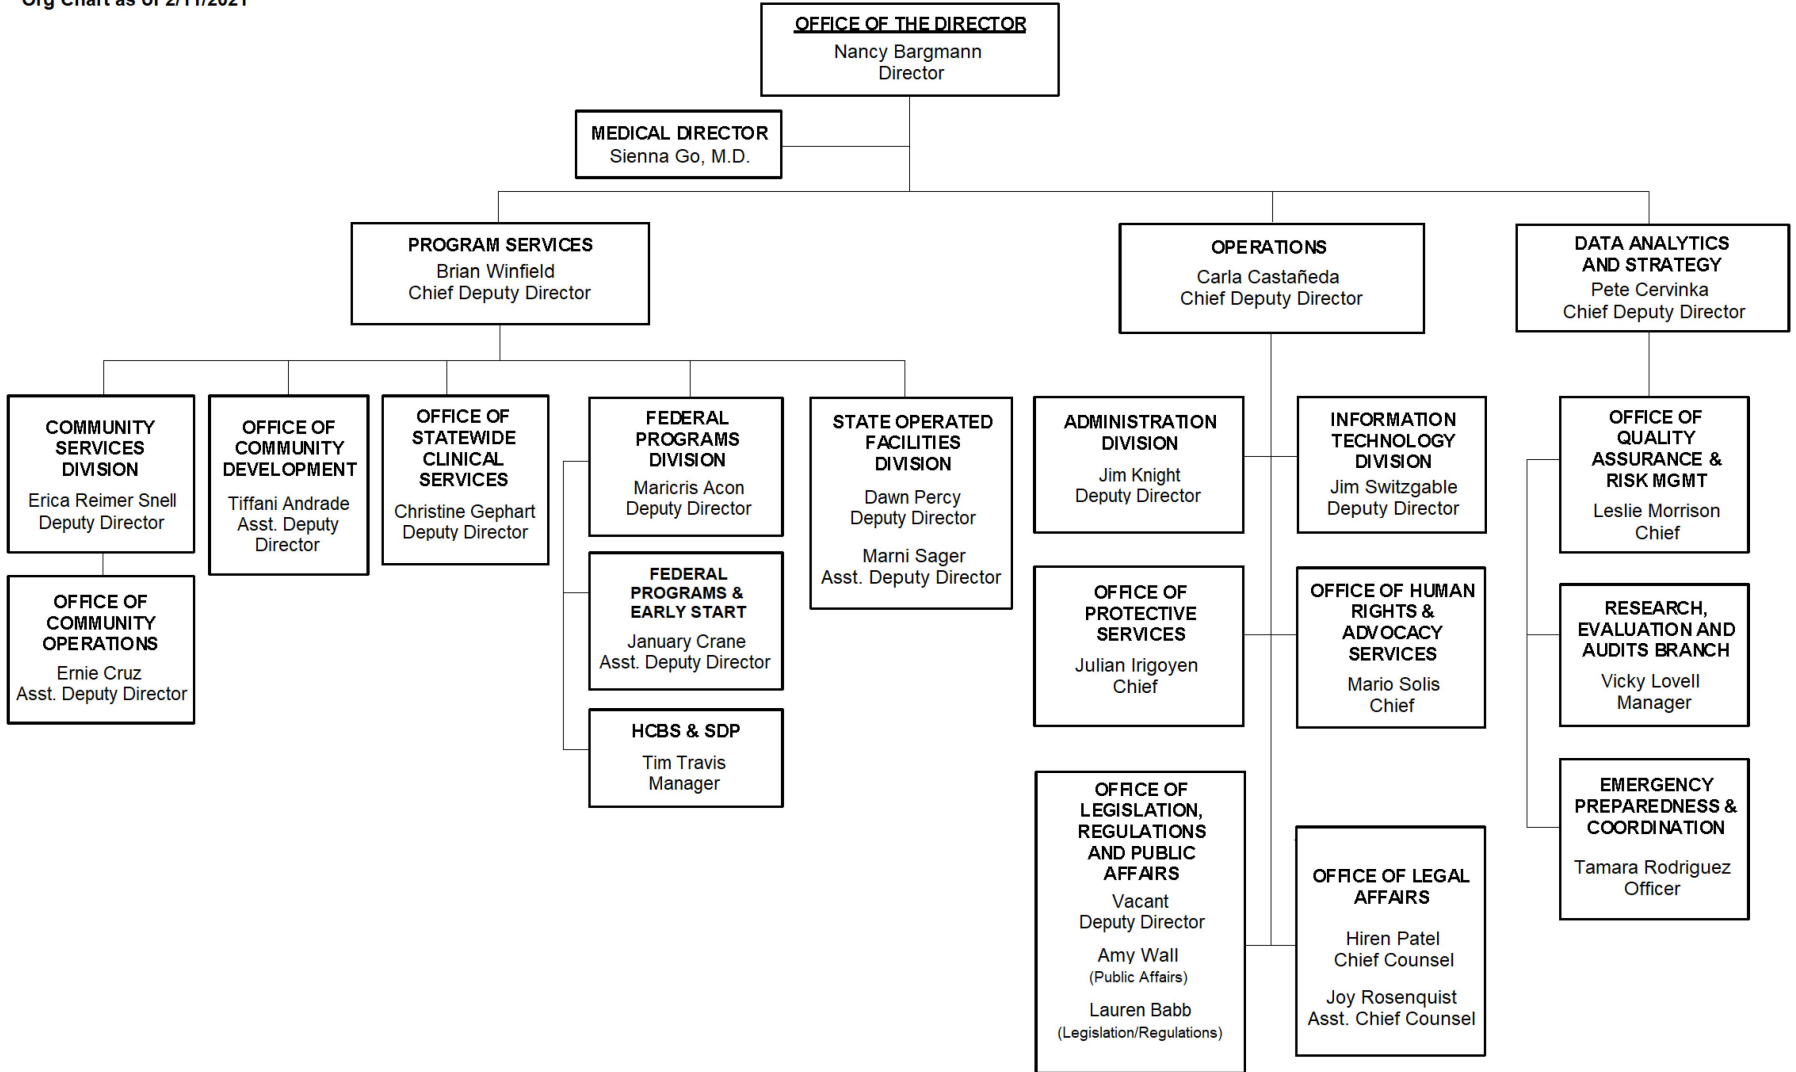 Org Chart as of 2/11/2021
OFFICE OF THE DIRECTOR
Nancy Bargmann
Director
MEDICAL DIRECTOR
Sienna Go, M.D.
PROGRAM SERVICES
Brian Winfield
Chief Deputy Director
OPERATIONS
Carla Castañeda
Chief Deputy Director
DATA ANALYTICS
AND STRATEGY
Pete Cervinka
Chief Deputy Director
COMMUNITY
SERVICES
DIVISION
Erica Reimer Snell
Deputy Director
OFFICE OF
COMMUNITY
OPERATIONS
Ernie Cruz
Asst. Deputy Director
OFFICE OF
COMMUNITY
DEVELOPMENT
Tiffani Andrade
Asst. Deputy
Director
OFFICE OF
STATEWIDE
CLINICAL
SERVICES
Christine Gephart
Deputy Director
FEDERAL
PROGRAMS
DIVISION
Maricris Acon
Deputy Director
FEDERAL
PROGRAMS &
EARLY START
January Crane
Asst. Deputy Director
HCBS & SDP
Tim Travis
Manager
STATE OPERATED
FACILITIES
DIVISION
Dawn Percy
Deputy Director
Marni Sager
Asst. Deputy Director
ADMINISTRATION
DIVISION
Jim Knight
Deputy Director
INFORMATION
TECHNOLOGY
DIVISION
Jim Switzgable
Deputy Director
OFFICE OF
PROTECTIVE
SERVICES
Julian Irigoyen
Chief
OFFICE OF HUMAN
RIGHTS &
ADVOCACY
SERVICES
Mario Solis
Chief
OFFICE OF
LEGISLATION,
REGULATIONS
AND PUBLIC
AFFAIRS
Vacant
Deputy Director
Amy Wall
(Public Affairs)
Lauren Babb
(Legislation/Regulations)
OFFICE OF LEGAL
AFFAIRS
Hiren Patel
Chief Counsel
Joy Rosenquist
Asst. Chief Counsel
OFFICE OF
QUALITY
ASSURANCE &
RISK MGMT
Leslie Morrison
Chief
RESEARCH,
EVALUATION AND
AUDITS BRANCH
Vicky Lovell
Manager
EMERGENCY
PREPAREDNESS &
COORDINATION
Tamara Rodriguez
Officer